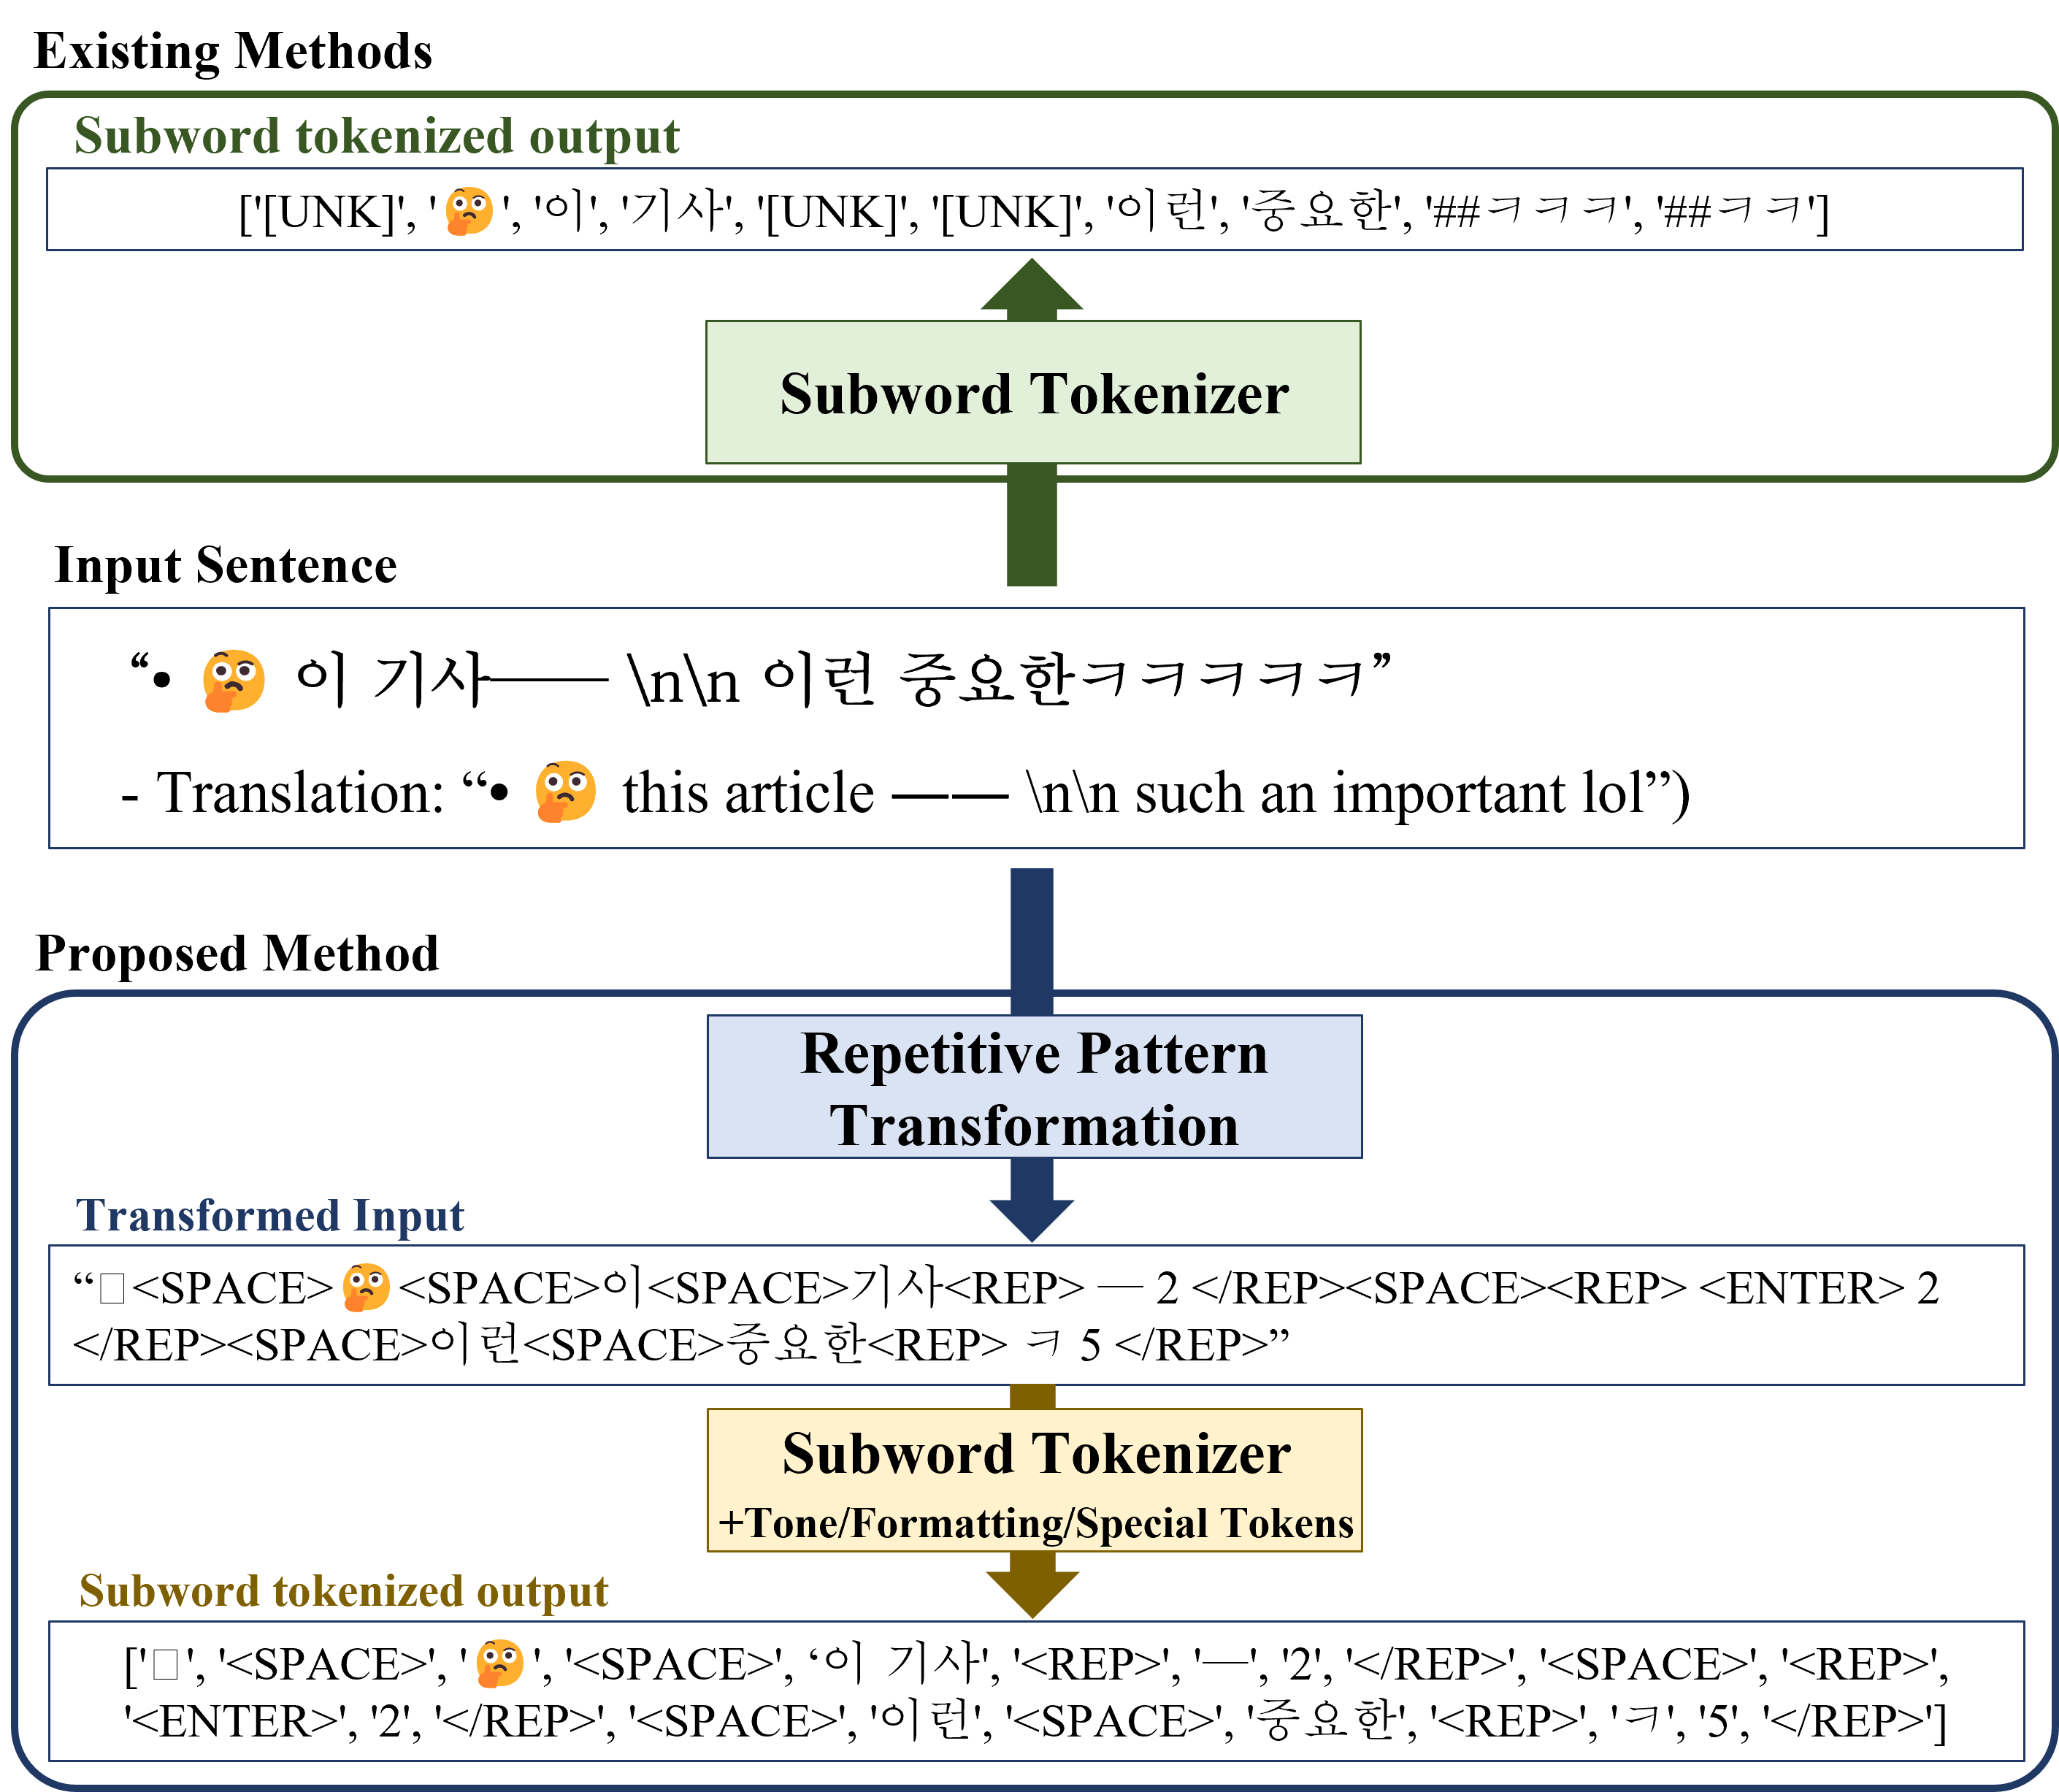 Existing Methods
Subword tokenized output
['[UNK]', '🤔', '이', '기사', '[UNK]', '[UNK]', '이런', '중요한', '##ㅋㅋㅋ', '##ㅋㅋ']
Subword Tokenizer
Input Sentence
“• 🤔 이 기사—— \n\n 이런 중요한ㅋㅋㅋㅋㅋ”
- Translation: “• 🤔 this article —— \n\n such an important lol”)
Proposed Method
Repetitive Pattern
Transformation
Transformed Input
“□<SPACE>🤔<SPACE>이<SPACE>기사<REP> — 2 </REP><SPACE><REP> <ENTER> 2
</REP><SPACE>이런<SPACE>중요한<REP> ㅋ 5 </REP>”
Subword Tokenizer
+Tone/Formatting/Special Tokens
Subword tokenized output
['□', '<SPACE>', '🤔', '<SPACE>', ‘이 기사', '<REP>', '—', '2', '</REP>', '<SPACE>', '<REP>',
'<ENTER>', '2', '</REP>', '<SPACE>', '이런', '<SPACE>', '중요한', '<REP>', 'ㅋ', '5', '</REP>']